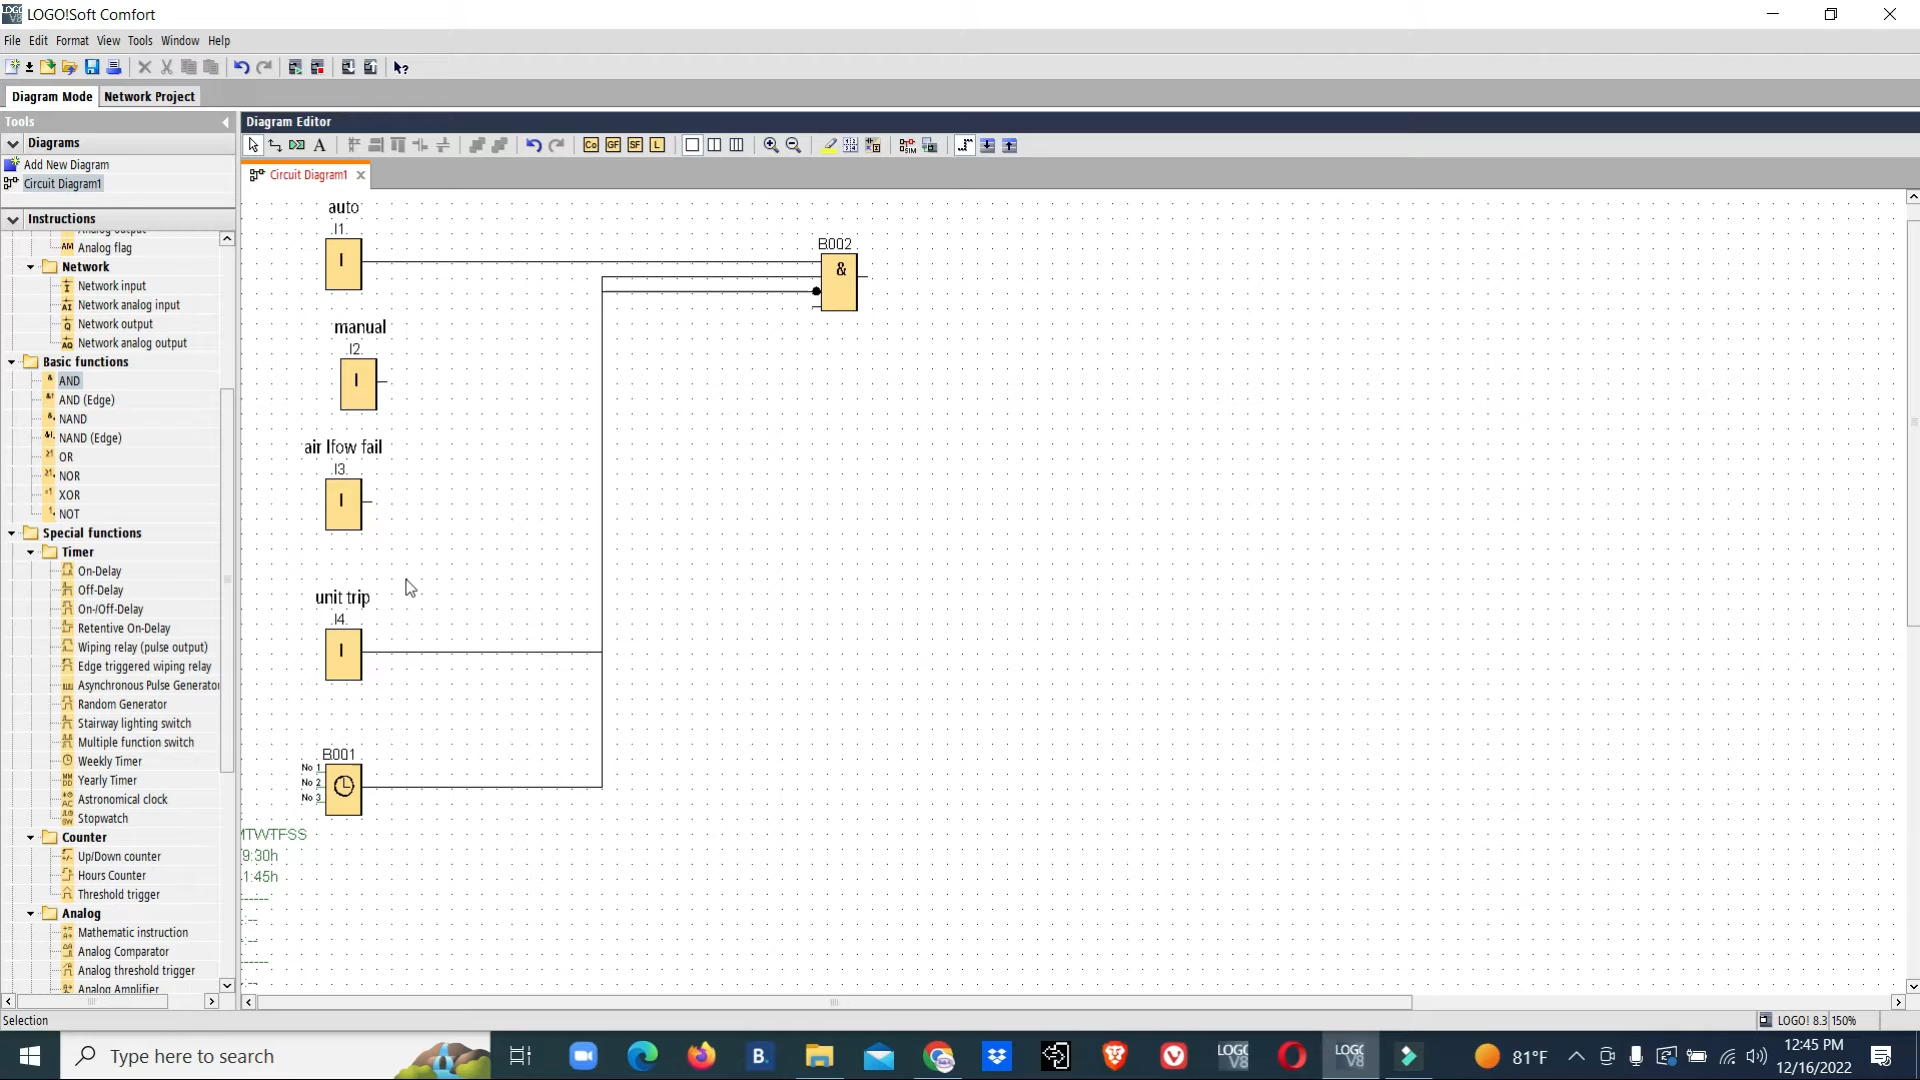 LOGO!Soft Comfort
File Edit Format View Tools Window Help
Diagram Mode Network Project
Tools
Diagrams
Add New Diagram
Circuit Diagram1
Instructions
Analog output
Analog flag
Network
Network input
Network analog input
Network output
Network analog output
Basic functions
AND
AND (Edge)
NAND
NAND (Edge)
OR
NOR
XOR
NOT
Special functions
Timer
On-Delay
Off-Delay
On-/Off-Delay
Retentive On-Delay
Wiping relay (pulse output)
Edge triggered wiping relay
Asynchronous Pulse Generato
Random Generator
Stairway lighting switch
Multiple function switch
Weekly Timer
Yearly Timer
Astronomical clock
Stopwatch
Counter
Up/Down counter
Hours Counter
Threshold trigger
Analog
Mathematic instruction
Analog Comparator
Analog threshold trigger
Analog Amplifier
Diagram Editor
Co GF SF L
Circuit Diagram1
auto
I1
I
B002
&
manual
I2
I
air lfow fail
I3
I
unit trip
I4
I
B001
No 1
No 2
No 3
MTWTFSS
9:30h
1:45h
Selection
LOGO! 8.3 150%
Type here to search
81°F
12:45 PM
12/16/2022